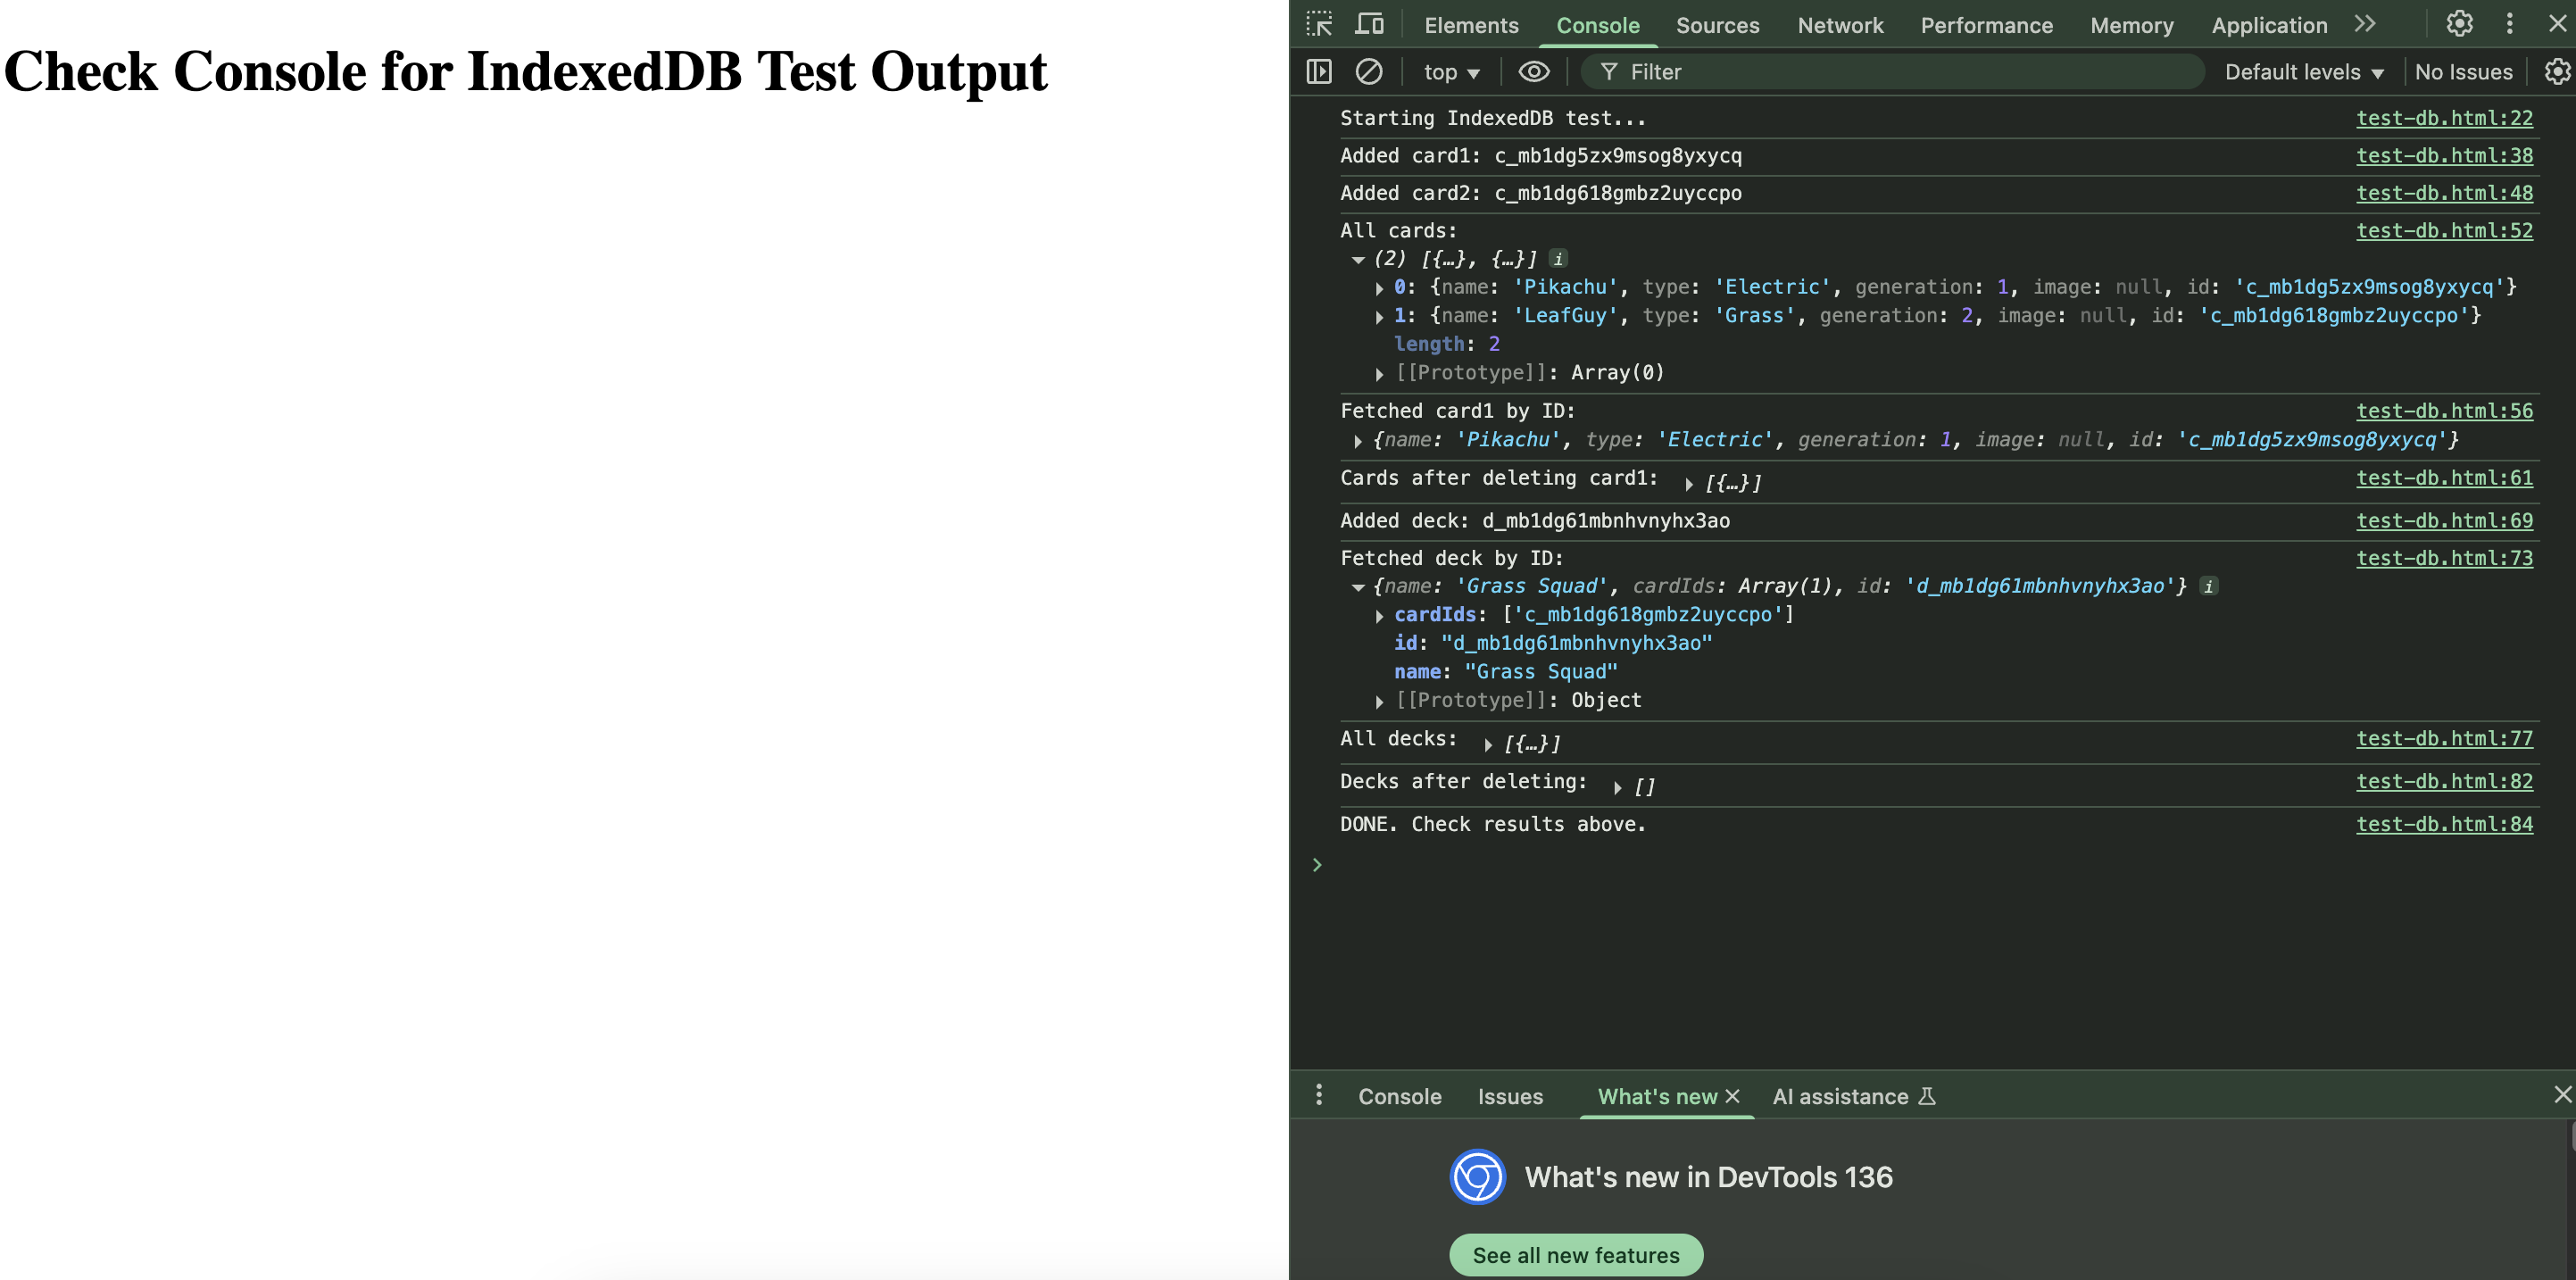 Check Console for IndexedDB Test Output
Elements Console Sources Network Performance Memory Application
top Filter Default levels No Issues
Starting IndexedDB test... test-db.html:22
Added card1: c_mb1dg5zx9msog8yxycq test-db.html:38
Added card2: c_mb1dg618gmbz2uyccpo test-db.html:48
All cards: test-db.html:52
(2) [{…}, {…}] i
0: {name: 'Pikachu', type: 'Electric', generation: 1, image: null, id: 'c_mb1dg5zx9msog8yxycq'}
1: {name: 'LeafGuy', type: 'Grass', generation: 2, image: null, id: 'c_mb1dg618gmbz2uyccpo'}
length: 2
[[Prototype]]: Array(0)
Fetched card1 by ID: test-db.html:56
{name: 'Pikachu', type: 'Electric', generation: 1, image: null, id: 'c_mb1dg5zx9msog8yxycq'}
Cards after deleting card1: [{…}] test-db.html:61
Added deck: d_mb1dg61mbnhvnyhx3ao test-db.html:69
Fetched deck by ID: test-db.html:73
{name: 'Grass Squad', cardIds: Array(1), id: 'd_mb1dg61mbnhvnyhx3ao'} i
cardIds: ['c_mb1dg618gmbz2uyccpo']
id: "d_mb1dg61mbnhvnyhx3ao"
name: "Grass Squad"
[[Prototype]]: Object
All decks: [{…}] test-db.html:77
Decks after deleting: [] test-db.html:82
DONE. Check results above. test-db.html:84
Console Issues What's new AI assistance
What's new in DevTools 136
See all new features